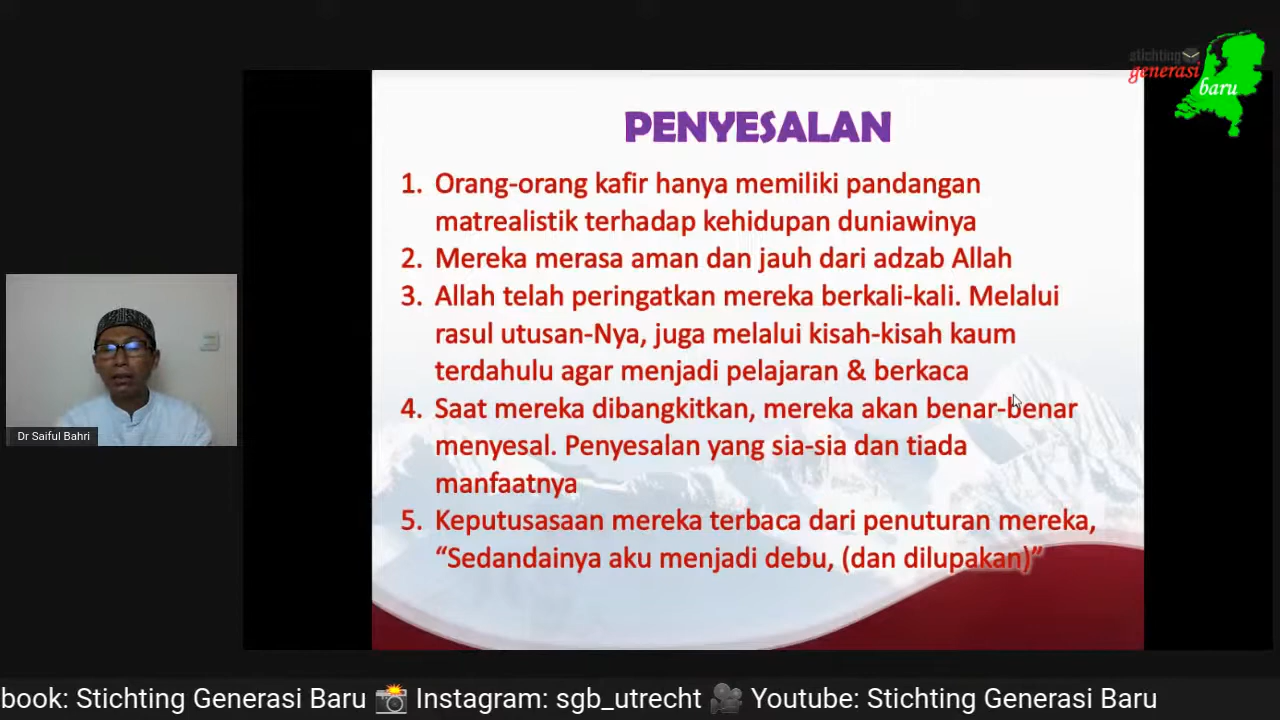 stichting
generasi
baru
PENYESALAN
1. Orang-orang kafir hanya memiliki pandangan
matrealistik terhadap kehidupan duniawinya
2. Mereka merasa aman dan jauh dari adzab Allah
3. Allah telah peringatkan mereka berkali-kali. Melalui
rasul utusan-Nya, juga melalui kisah-kisah kaum
terdahulu agar menjadi pelajaran & berkaca
4. Saat mereka dibangkitkan, mereka akan benar-benar
menyesal. Penyesalan yang sia-sia dan tiada
manfaatnya
5. Keputusasaan mereka terbaca dari penuturan mereka,
“Sedandainya aku menjadi debu, (dan dilupakan)”
Dr Saiful Bahri
book: Stichting Generasi Baru 📸 Instagram: sgb_utrecht 🎥 Youtube: Stichting Generasi Baru